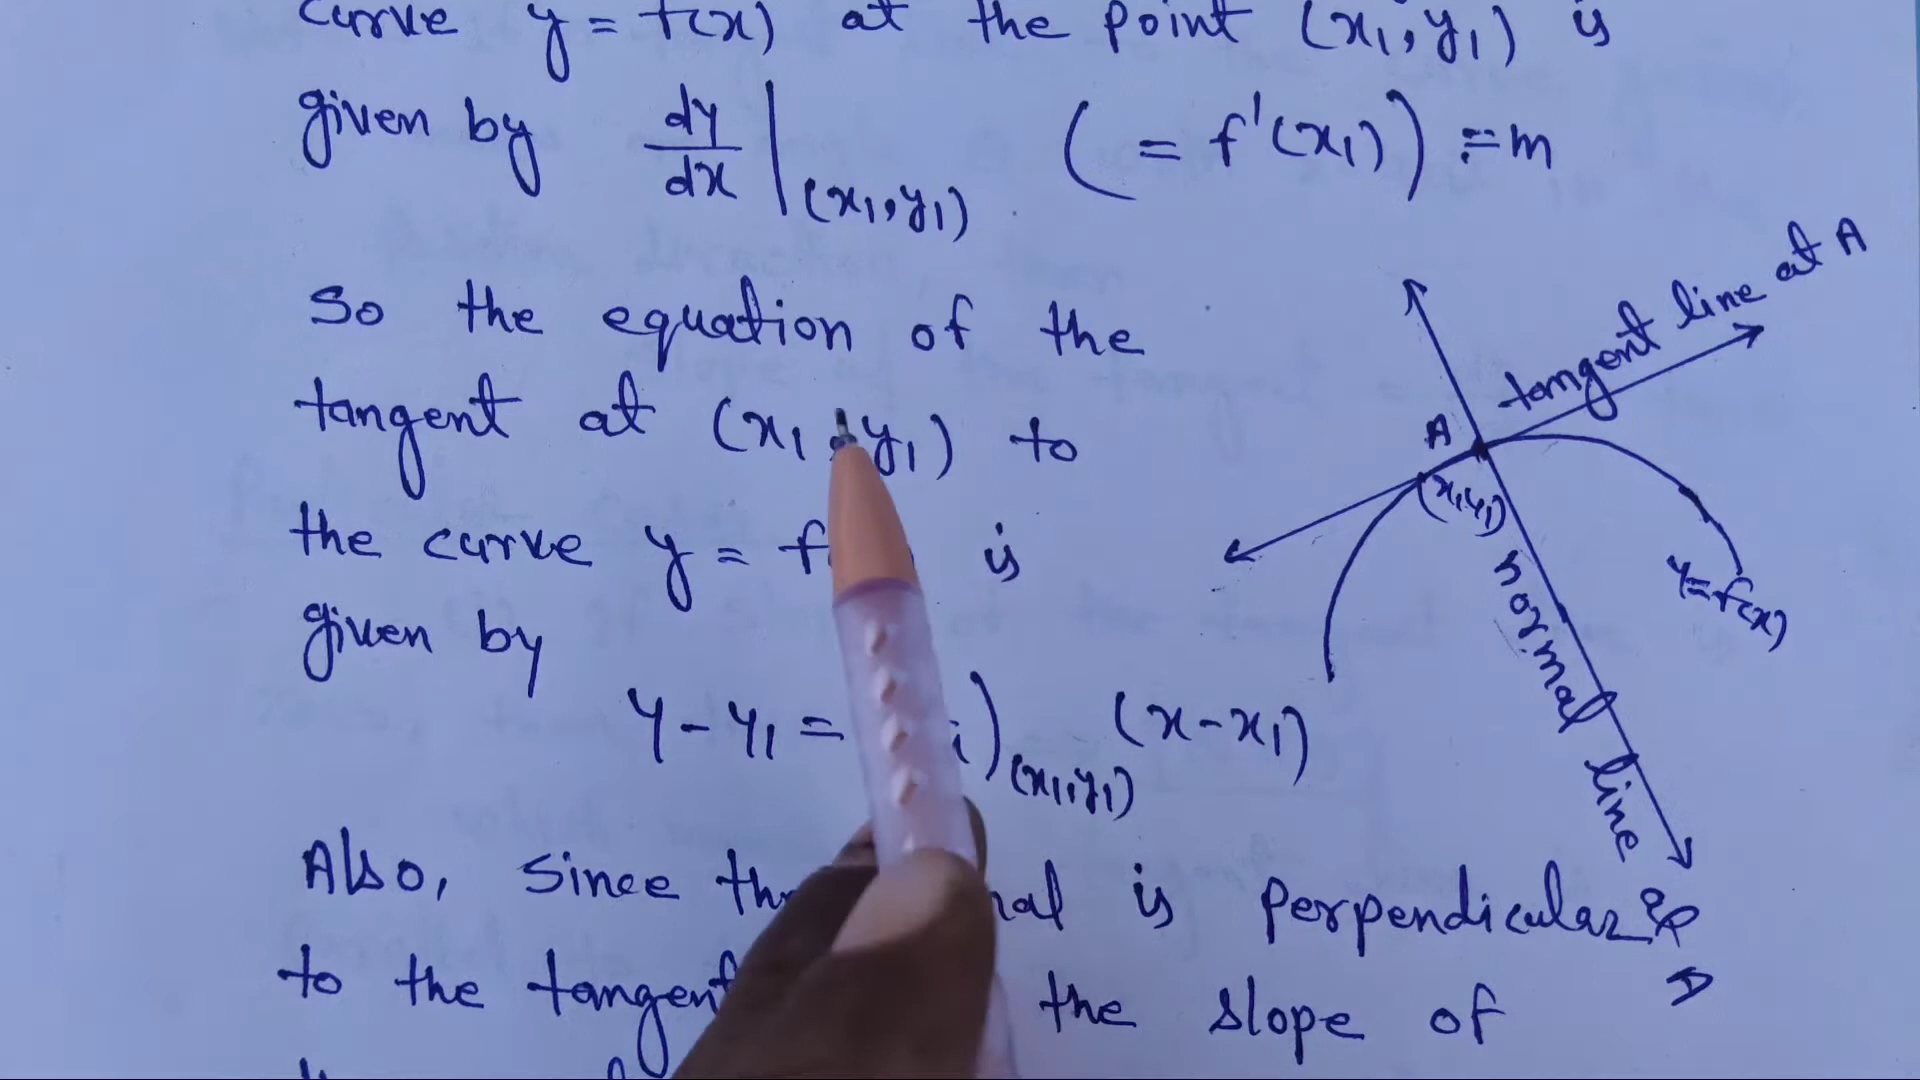 curve y = f(x) at the point (x₁, y₁) is
given by dy/dx |(x₁, y₁) ( = f'(x₁)) = m
So the equation of the
tangent at (x₁, y₁) to
the curve y = is
given by
y - y₁ = )(x₁, y₁) (x - x₁)
Also, since is perpendicular
to the tangent the slope of
tangent line at A
A
(x₁, y₁)
y = f(x)
normal line at
A